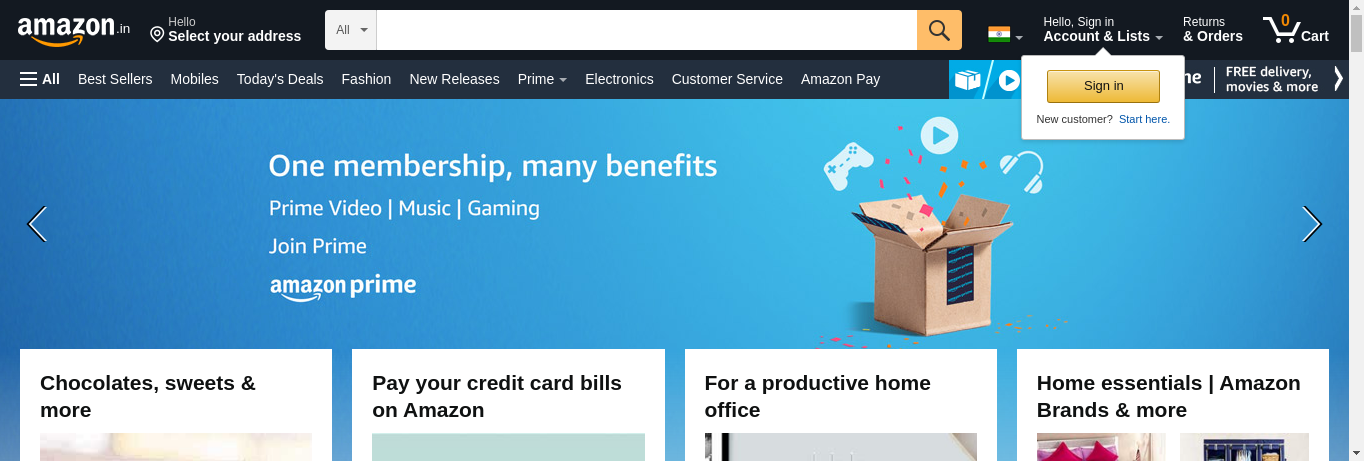 amazon.in
Hello
Select your address
All
Hello, Sign in
Account & Lists
Returns
& Orders
0
Cart
All
Best Sellers
Mobiles
Today's Deals
Fashion
New Releases
Prime
Electronics
Customer Service
Amazon Pay
FREE delivery,
movies & more
Sign in
New customer? Start here.
One membership, many benefits
Prime Video | Music | Gaming
Join Prime
amazon prime
Chocolates, sweets &
more
Pay your credit card bills
on Amazon
For a productive home
office
Home essentials | Amazon
Brands & more